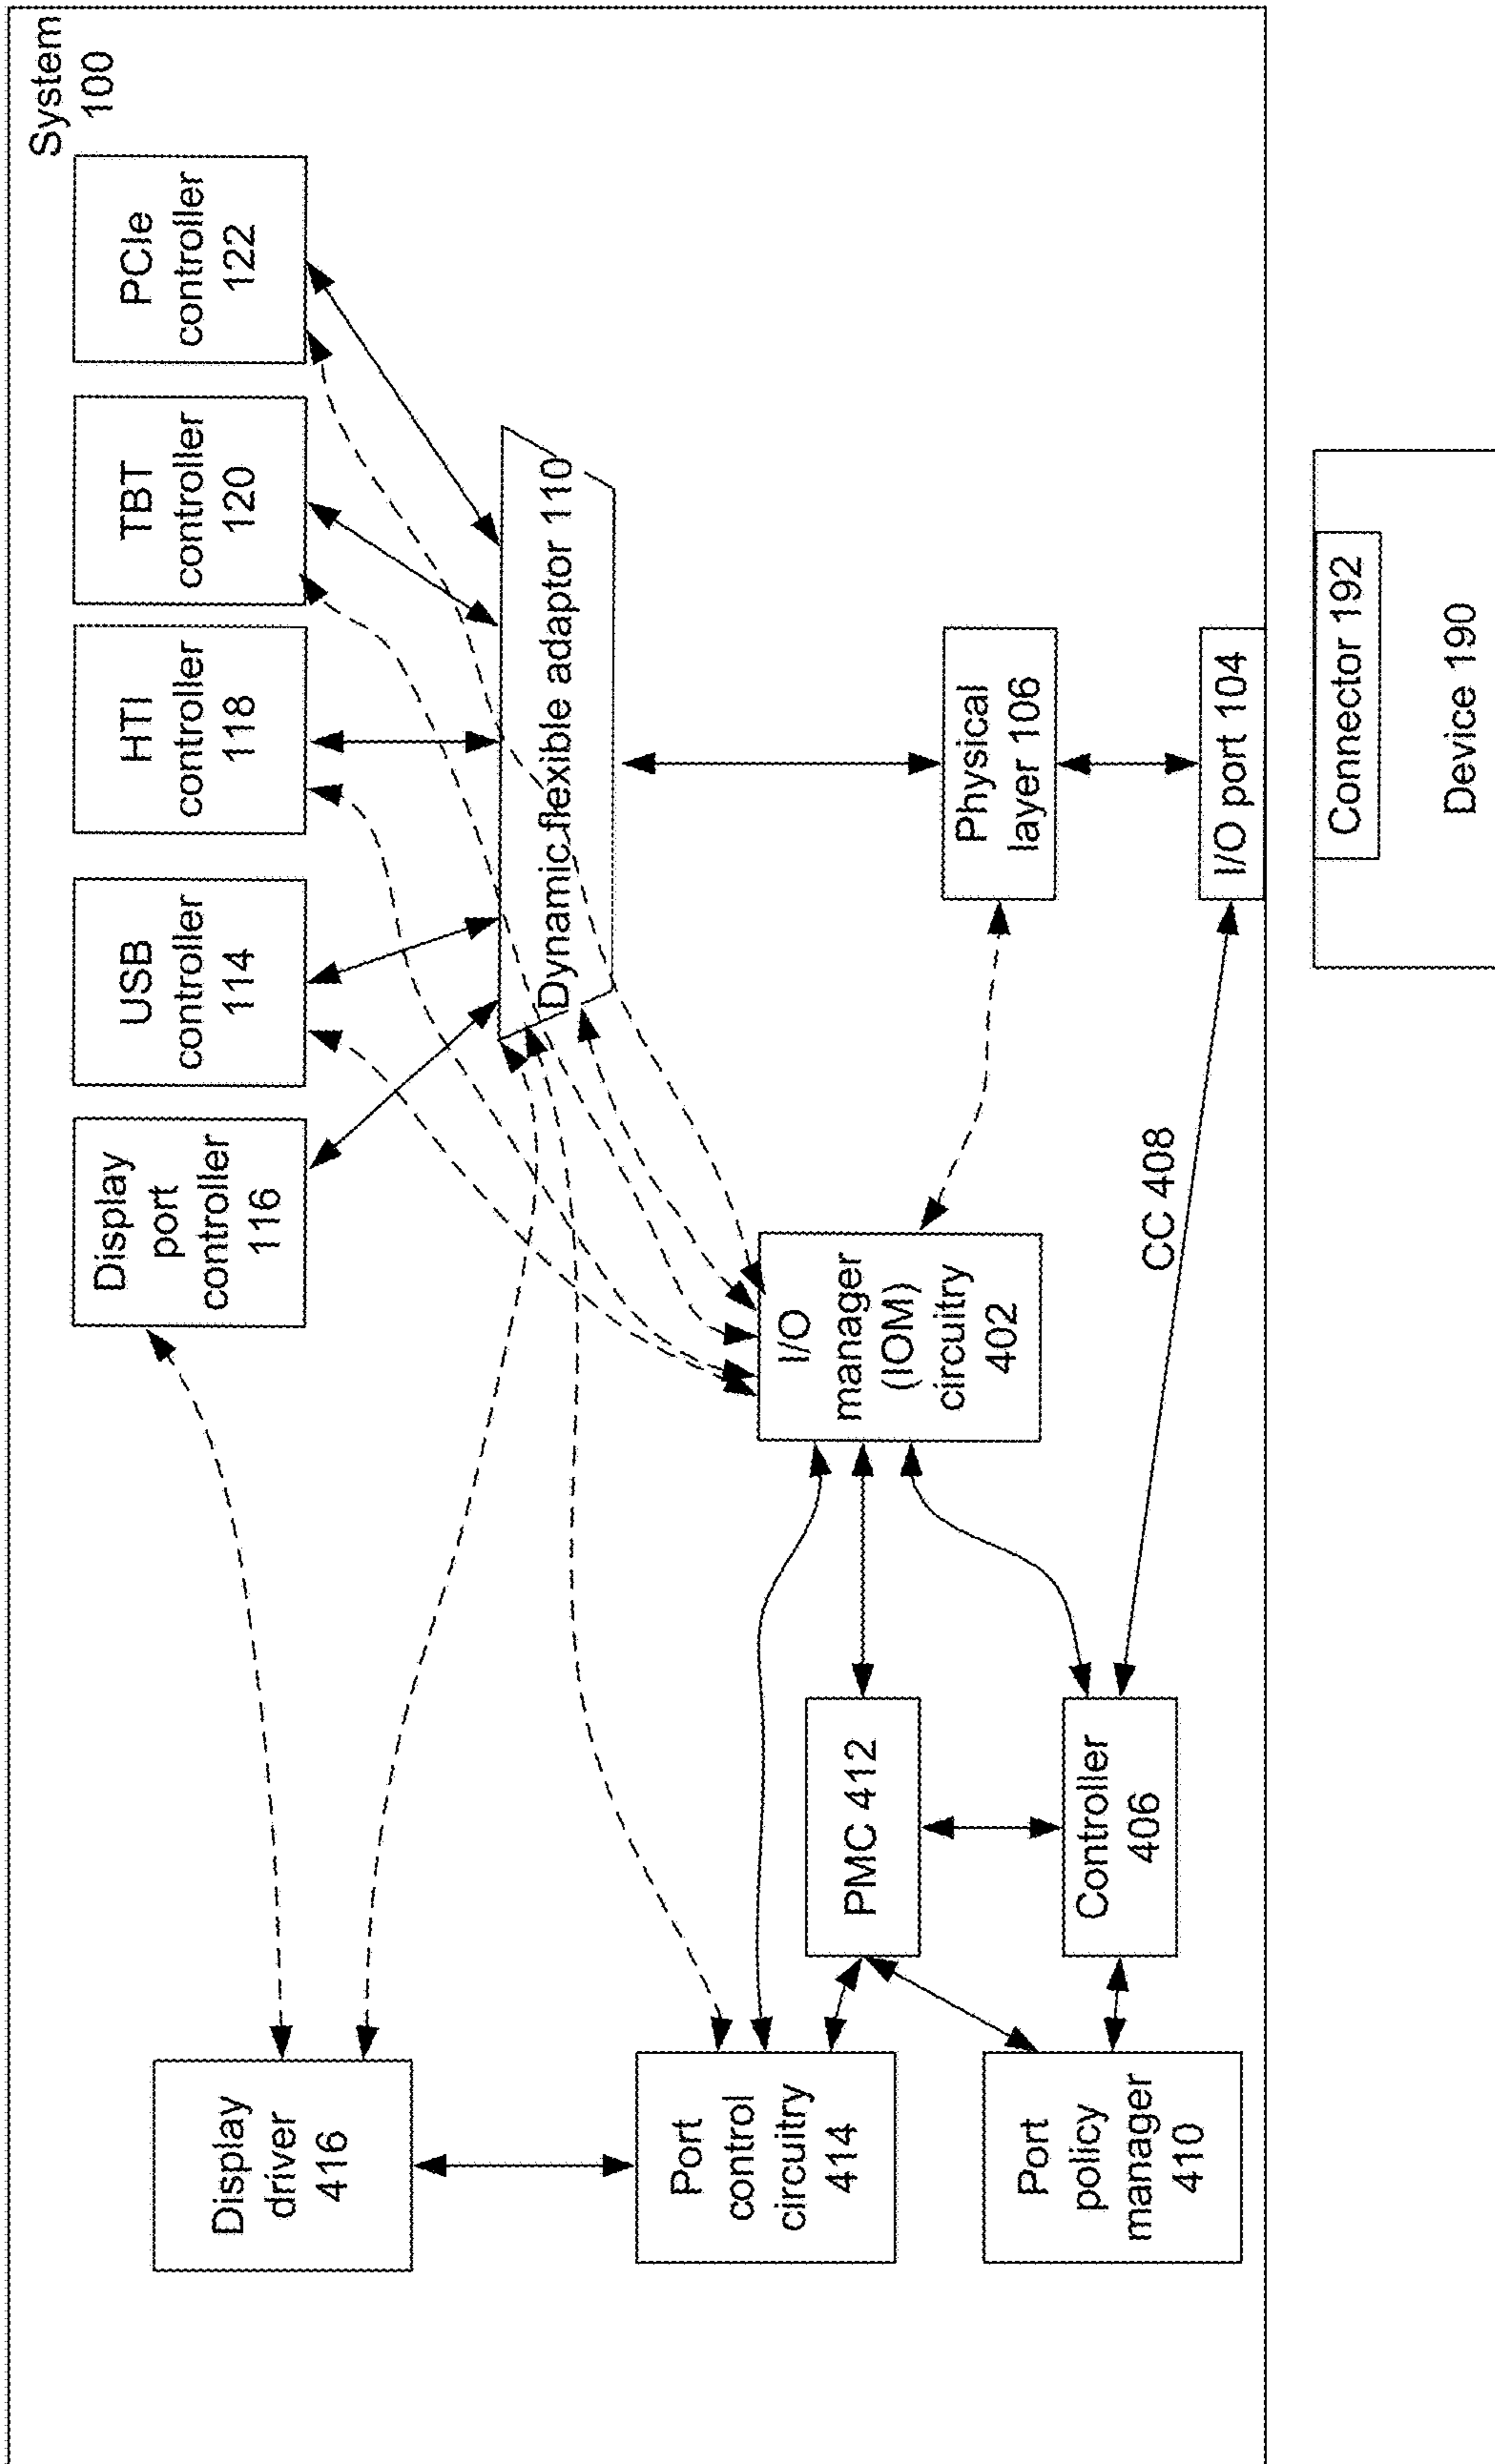 System
100
Display
port
controller
116
USB
controller
114
HTI
controller
118
TBT
controller
120
PCIe
controller
122
Display
driver
416
Dynamic flexible adaptor 110
Port
control
circuitry
414
PMC 412
I/O
manager
(IOM)
circuitry
402
Physical
layer 106
Port
policy
manager
410
Controller
406
CC 408
I/O port 104
Connector 192
Device 190